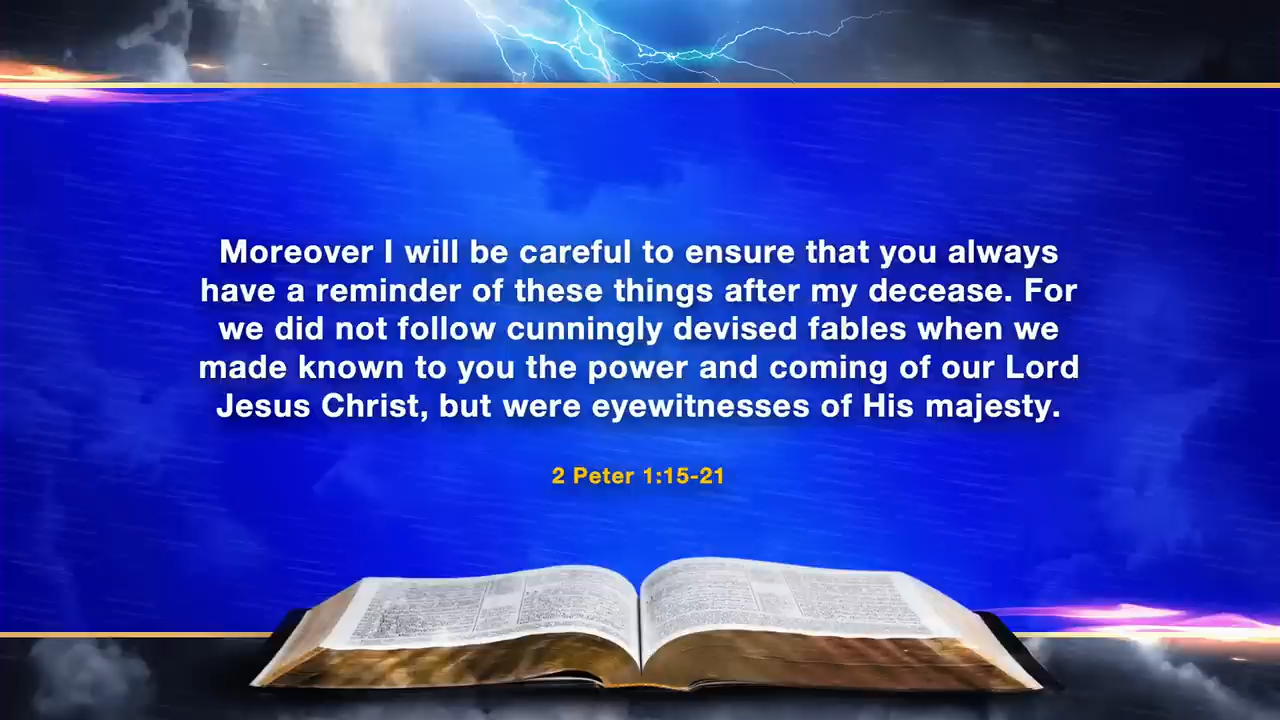 Moreover I will be careful to ensure that you always
have a reminder of these things after my decease. For
we did not follow cunningly devised fables when we
made known to you the power and coming of our Lord
Jesus Christ, but were eyewitnesses of His majesty.
2 Peter 1:15-21